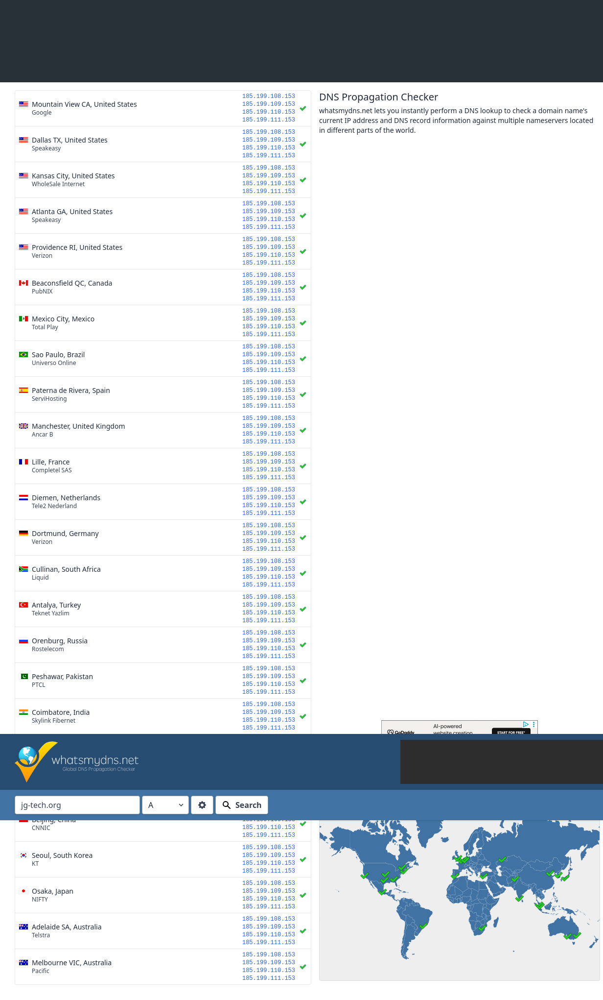 Mountain View CA, United States
Google
185.199.108.153
185.199.109.153
185.199.110.153
185.199.111.153
Dallas TX, United States
Speakeasy
185.199.108.153
185.199.109.153
185.199.110.153
185.199.111.153
Kansas City, United States
WholeSale Internet
185.199.108.153
185.199.109.153
185.199.110.153
185.199.111.153
Atlanta GA, United States
Speakeasy
185.199.108.153
185.199.109.153
185.199.110.153
185.199.111.153
Providence RI, United States
Verizon
185.199.108.153
185.199.109.153
185.199.110.153
185.199.111.153
Beaconsfield QC, Canada
PubNIX
185.199.108.153
185.199.109.153
185.199.110.153
185.199.111.153
Mexico City, Mexico
Total Play
185.199.108.153
185.199.109.153
185.199.110.153
185.199.111.153
Sao Paulo, Brazil
Universo Online
185.199.108.153
185.199.109.153
185.199.110.153
185.199.111.153
Paterna de Rivera, Spain
ServiHosting
185.199.108.153
185.199.109.153
185.199.110.153
185.199.111.153
Manchester, United Kingdom
Ancar B
185.199.108.153
185.199.109.153
185.199.110.153
185.199.111.153
Lille, France
Completel SAS
185.199.108.153
185.199.109.153
185.199.110.153
185.199.111.153
Diemen, Netherlands
Tele2 Nederland
185.199.108.153
185.199.109.153
185.199.110.153
185.199.111.153
Dortmund, Germany
Verizon
185.199.108.153
185.199.109.153
185.199.110.153
185.199.111.153
Cullinan, South Africa
Liquid
185.199.108.153
185.199.109.153
185.199.110.153
185.199.111.153
Antalya, Turkey
Teknet Yazlim
185.199.108.153
185.199.109.153
185.199.110.153
185.199.111.153
Orenburg, Russia
Rostelecom
185.199.108.153
185.199.109.153
185.199.110.153
185.199.111.153
Peshawar, Pakistan
PTCL
185.199.108.153
185.199.109.153
185.199.110.153
185.199.111.153
Coimbatore, India
Skylink Fibernet
185.199.108.153
185.199.109.153
185.199.110.153
185.199.111.153
DNS Propagation Checker
whatsmydns.net lets you instantly perform a DNS lookup to check a domain name's
current IP address and DNS record information against multiple nameservers located
in different parts of the world.
GoDaddy
AI-powered
website creation
START FOR FREE*
whatsmydns.net
Global DNS Propagation Checker
jg-tech.org
A
Search
Beijing, China
CNNIC
185.199.109.153
185.199.110.153
185.199.111.153
Seoul, South Korea
KT
185.199.108.153
185.199.109.153
185.199.110.153
185.199.111.153
Osaka, Japan
NIFTY
185.199.108.153
185.199.109.153
185.199.110.153
185.199.111.153
Adelaide SA, Australia
Telstra
185.199.108.153
185.199.109.153
185.199.110.153
185.199.111.153
Melbourne VIC, Australia
Pacific
185.199.108.153
185.199.109.153
185.199.110.153
185.199.111.153